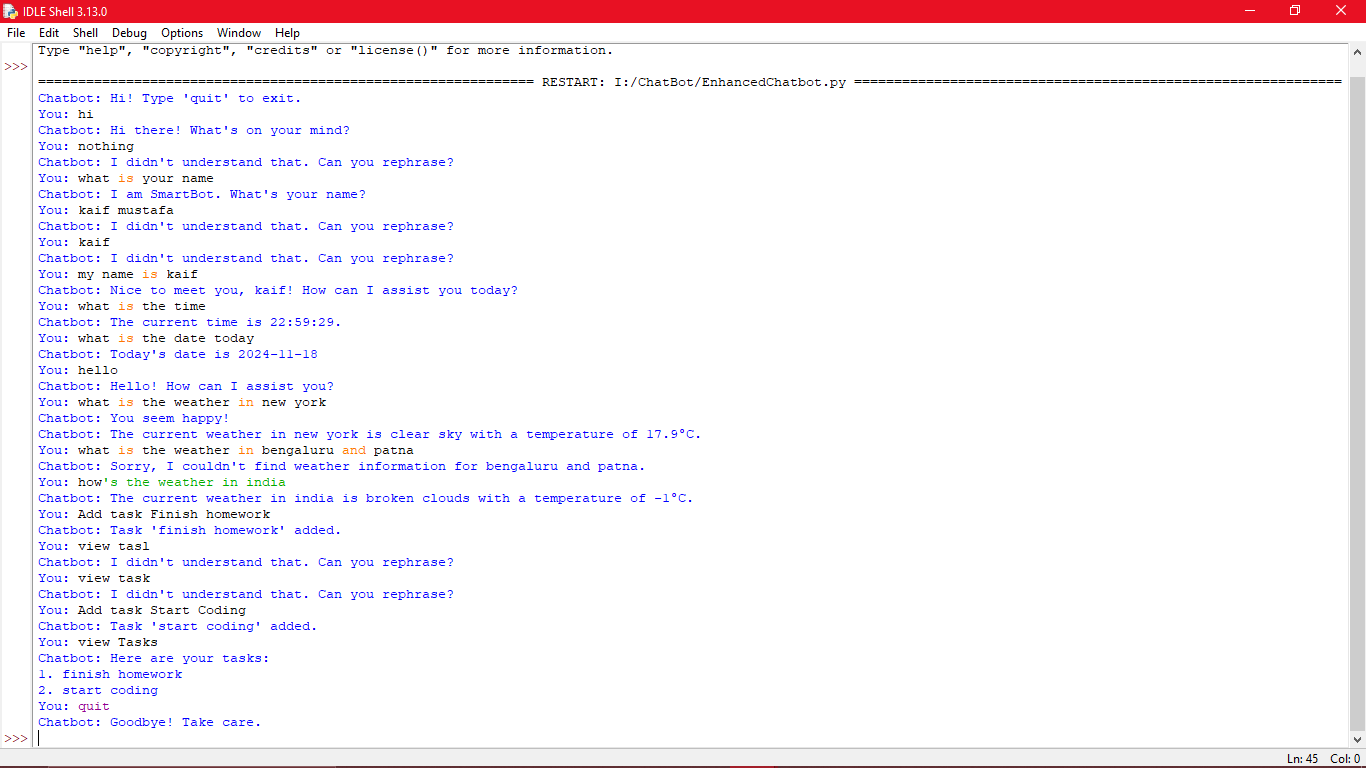 IDLE Shell 3.13.0
File Edit Shell Debug Options Window Help
Type "help", "copyright", "credits" or "license()" for more information.
>>>
============================================================== RESTART: I:/ChatBot/EnhancedChatbot.py =============================================================
Chatbot: Hi! Type 'quit' to exit.
You: hi
Chatbot: Hi there! What's on your mind?
You: nothing
Chatbot: I didn't understand that. Can you rephrase?
You: what is your name
Chatbot: I am SmartBot. What's your name?
You: kaif mustafa
Chatbot: I didn't understand that. Can you rephrase?
You: kaif
Chatbot: I didn't understand that. Can you rephrase?
You: my name is kaif
Chatbot: Nice to meet you, kaif! How can I assist you today?
You: what is the time
Chatbot: The current time is 22:59:29.
You: what is the date today
Chatbot: Today's date is 2024-11-18
You: hello
Chatbot: Hello! How can I assist you?
You: what is the weather in new york
Chatbot: You seem happy!
Chatbot: The current weather in new york is clear sky with a temperature of 17.9°C.
You: what is the weather in bengaluru and patna
Chatbot: Sorry, I couldn't find weather information for bengaluru and patna.
You: how's the weather in india
Chatbot: The current weather in india is broken clouds with a temperature of -1°C.
You: Add task Finish homework
Chatbot: Task 'finish homework' added.
You: view tasl
Chatbot: I didn't understand that. Can you rephrase?
You: view task
Chatbot: I didn't understand that. Can you rephrase?
You: Add task Start Coding
Chatbot: Task 'start coding' added.
You: view Tasks
Chatbot: Here are your tasks:
1. finish homework
2. start coding
You: quit
Chatbot: Goodbye! Take care.
>>>
Ln: 45 Col: 0